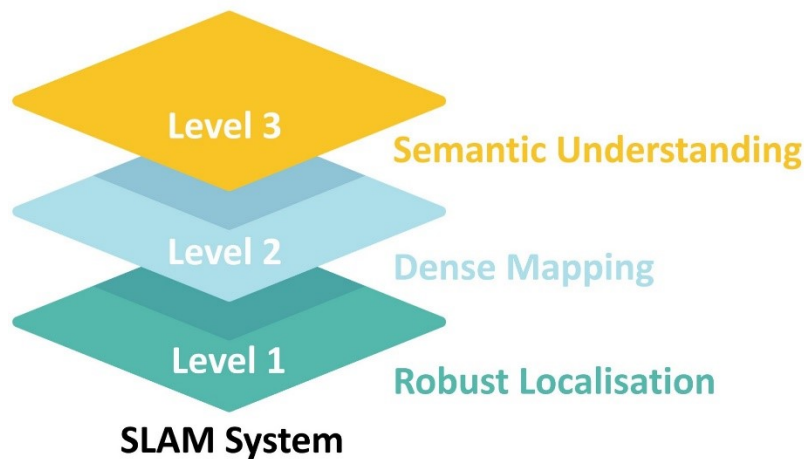 Level 3
Semantic Understanding
Level 2
Dense Mapping
Level 1
Robust Localisation
SLAM System